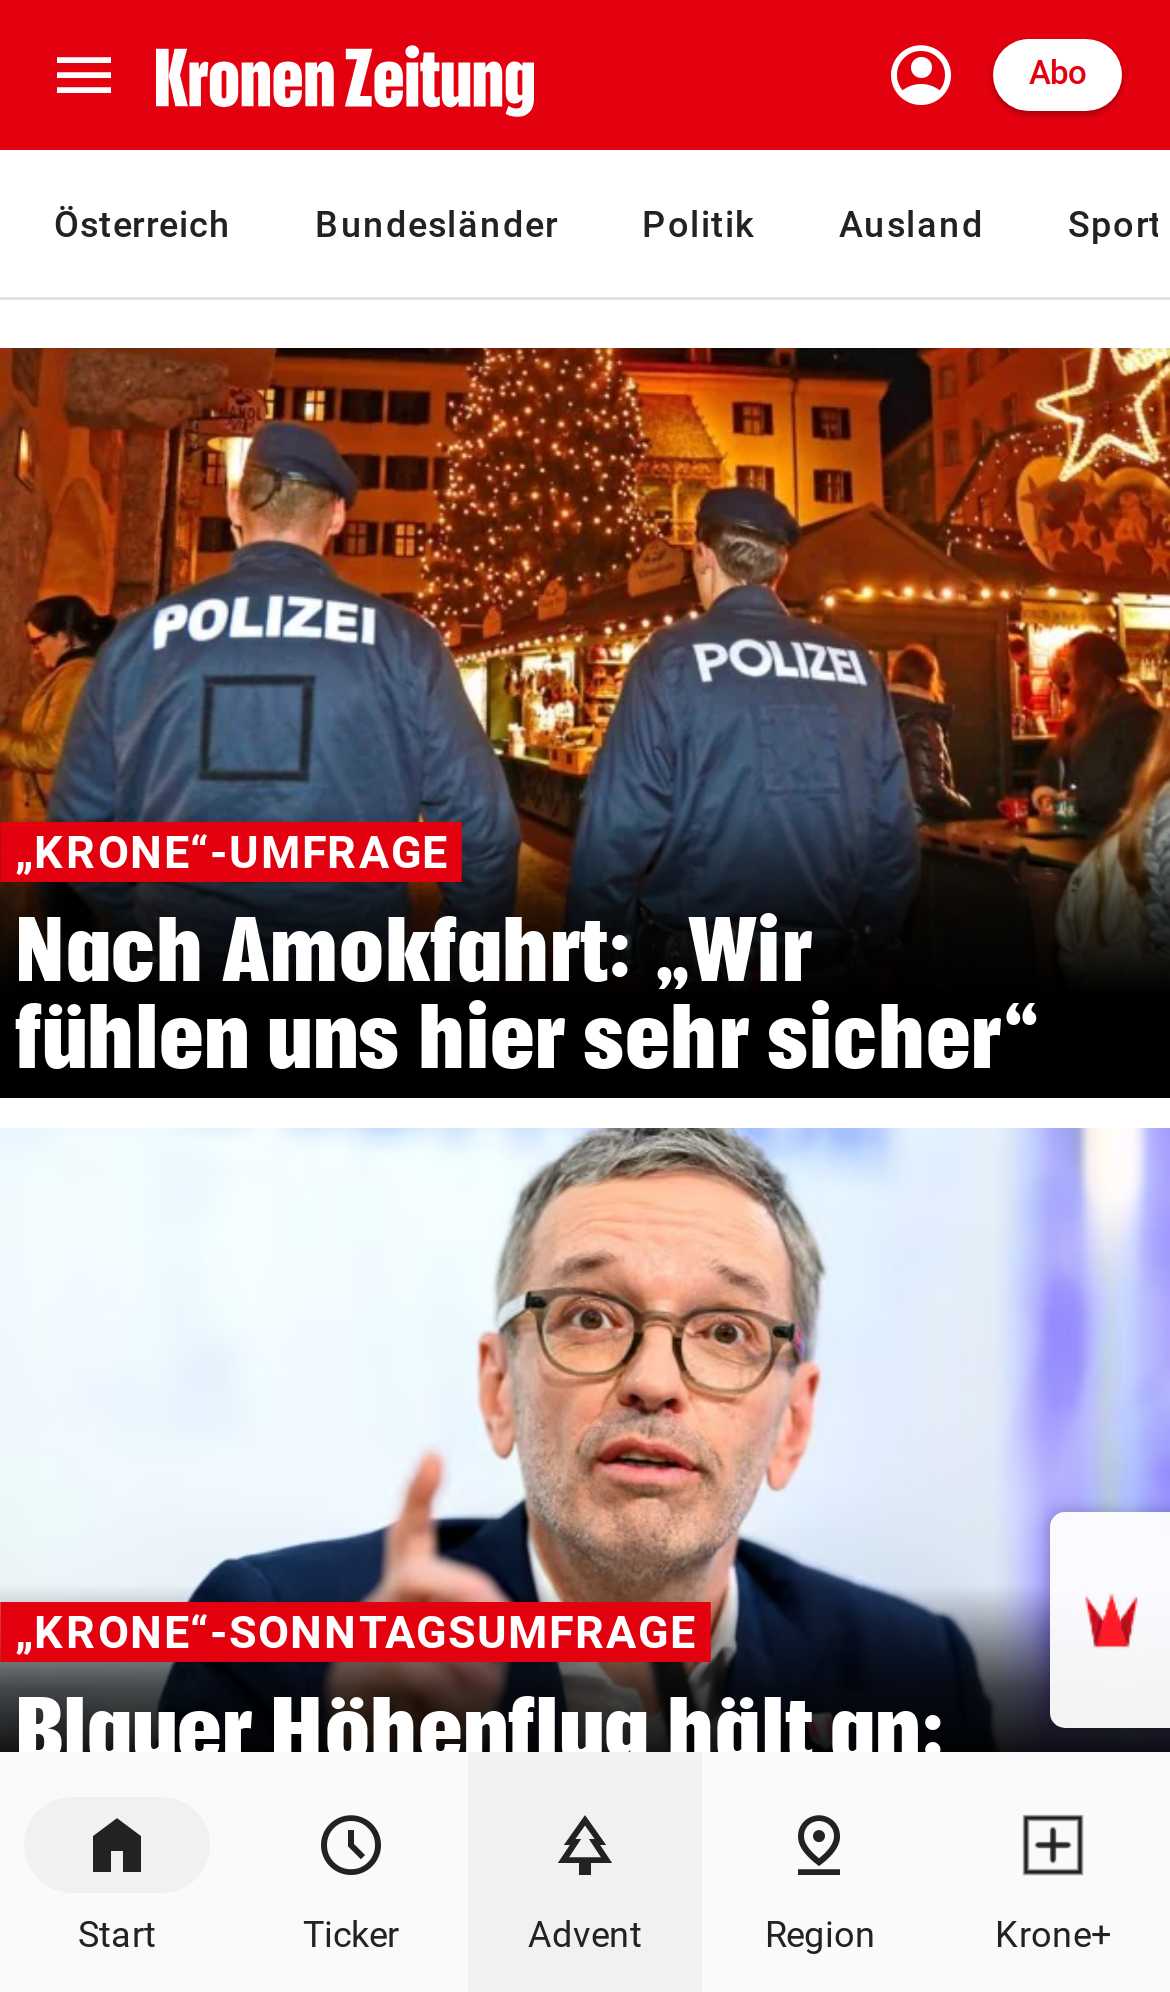 Kronen Zeitung
Abo
Österreich Bundesländer Politik Ausland Sport
POLIZEI
POLIZEI
„KRONE“-UMFRAGE
Nach Amokfahrt: „Wir
fühlen uns hier sehr sicher“
„KRONE“-SONNTAGSUMFRAGE
Blauer Höhenflug hält an:
Start Ticker Advent Region Krone+